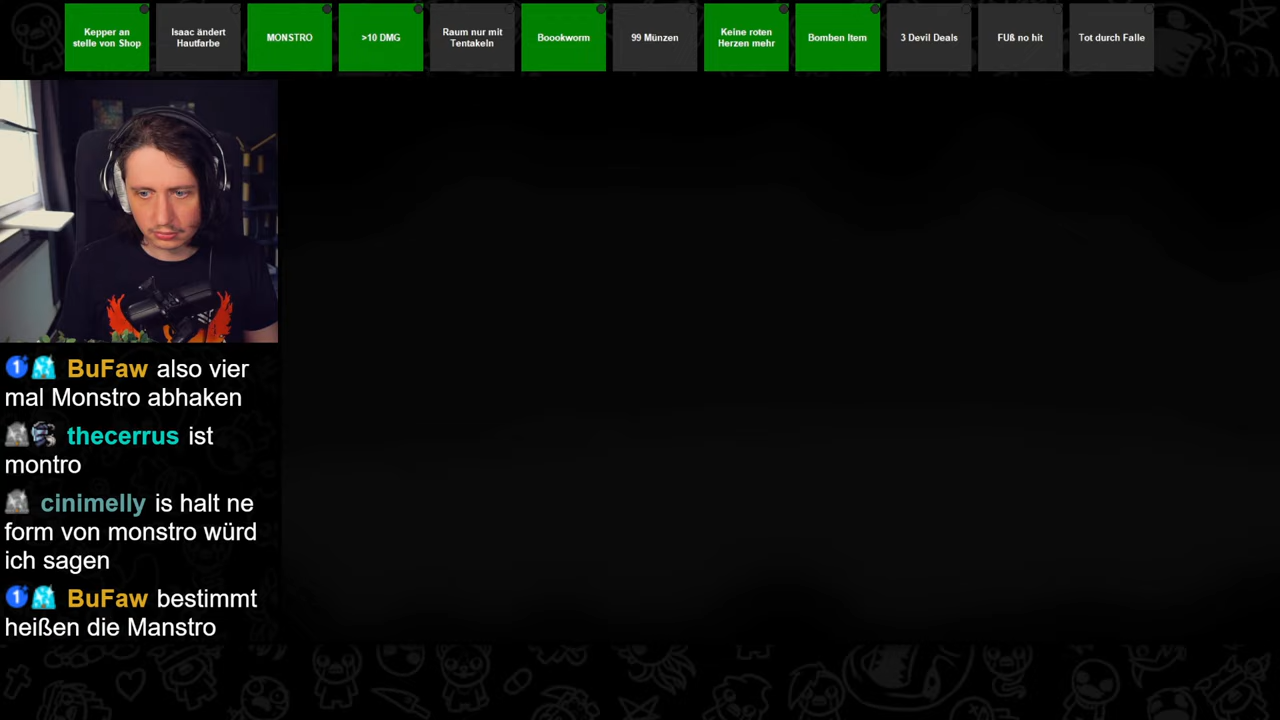 Kepper an
stelle von Shop
Isaac ändert
Hautfarbe
MONSTRO
>10 DMG
Raum nur mit
Tentakeln
Boookworm
99 Münzen
Keine roten
Herzen mehr
Bomben Item
3 Devil Deals
FUß no hit
Tot durch Falle
BuFaw also vier
mal Monstro abhaken
thecerrus ist
montro
cinimelly is halt ne
form von monstro würd
ich sagen
BuFaw bestimmt
heißen die Manstro